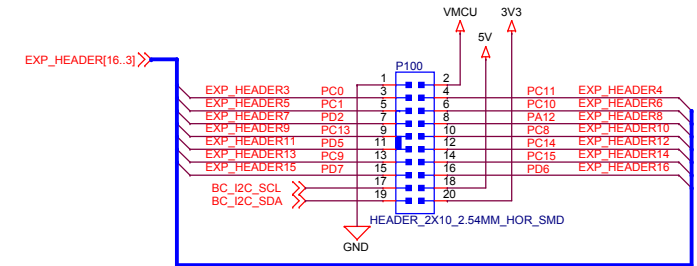 VMCU 3V3
5V
EXP_HEADER[16..3]
P100
1 2
EXP_HEADER3 PC0 3 4 PC11 EXP_HEADER4
EXP_HEADER5 PC1 5 6 PC10 EXP_HEADER6
EXP_HEADER7 PD2 7 8 PA12 EXP_HEADER8
EXP_HEADER9 PC13 9 10 PC8 EXP_HEADER10
EXP_HEADER11 PD5 11 12 PC14 EXP_HEADER12
EXP_HEADER13 PC9 13 14 PC15 EXP_HEADER14
EXP_HEADER15 PD7 15 16 PD6 EXP_HEADER16
BC_I2C_SCL 17 18
BC_I2C_SDA 19 20
HEADER_2X10_2.54MM_HOR_SMD
GND